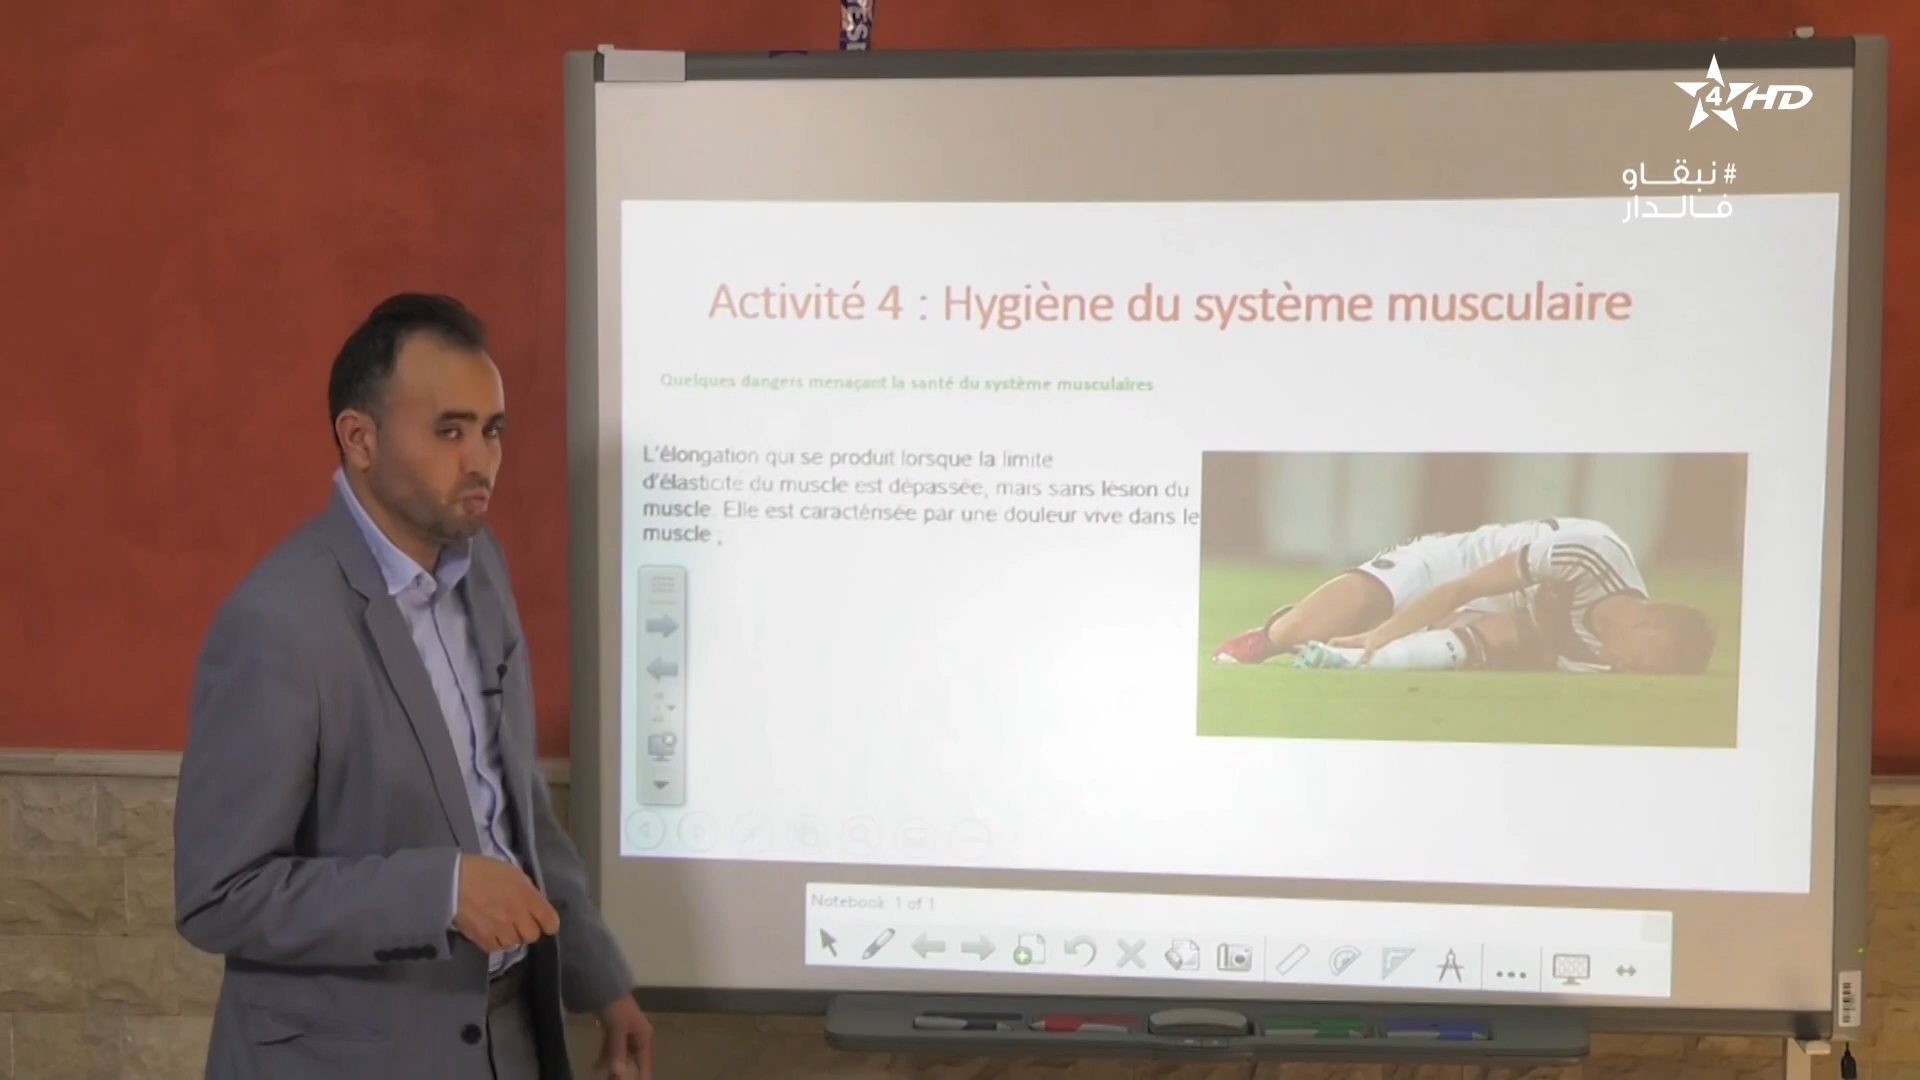 4 HD
#نبقاو
فالدار
Activité 4 : Hygiène du système musculaire
Quelques dangers menaçant la santé du système musculaires
L'élongation qui se produit lorsque la limite
d'élasticité du muscle est dépassée, mais sans lésion du
muscle. Elle est caractérisée par une douleur vive dans le
muscle ;
Notebook 1 of 1